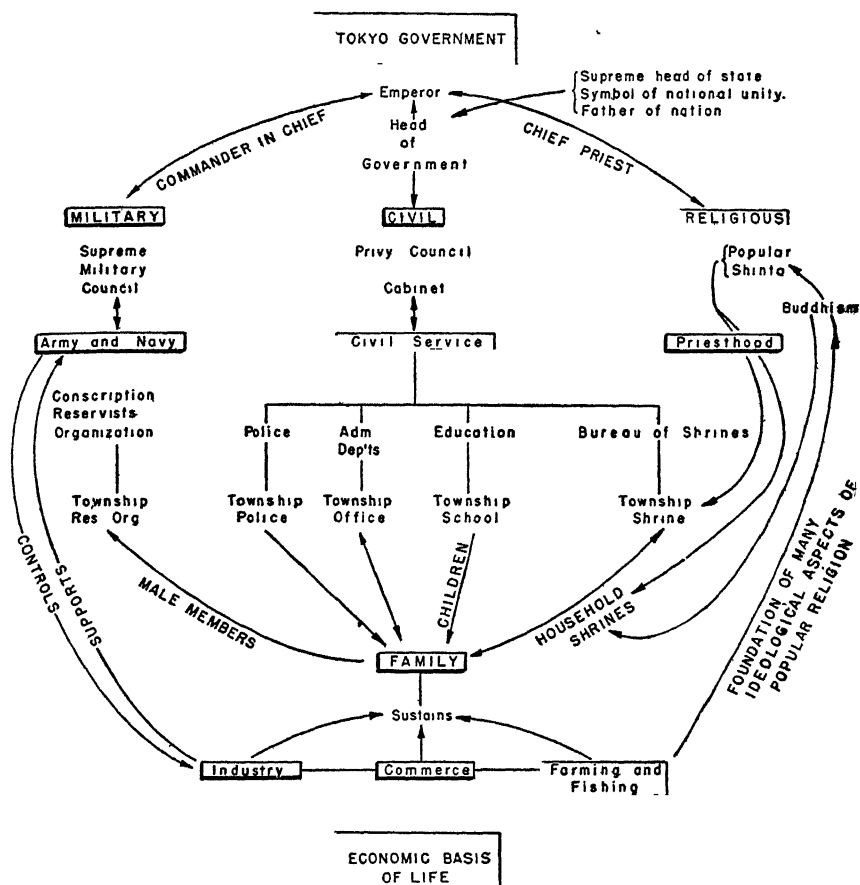 TOKYO GOVERNMENT
Emperor
Supreme head of state
Symbol of national unity.
Father of nation
Head
of
Government
COMMANDER IN CHIEF
CHIEF PRIEST
MILITARY
CIVIL
RELIGIOUS
Supreme
Military
Council
Privy Council
Cabinet
Popular
Shinta
Buddhism
Army and Navy
Civil Service
Priesthood
Conscription
Reservists
Organization
Police
Adm
Dep'ts
Education
Bureau of Shrines
Township
Res Org
Township
Police
Township
Office
Township
School
Township
Shrine
CONTROLS
SUPPORTS
MALE MEMBERS
CHILDREN
HOUSEHOLD
SHRINES
FOUNDATION OF MANY
IDEOLOGICAL ASPECTS OF
POPULAR RELIGION
FAMILY
Sustains
Industry
Commerce
Farming and
Fishing
ECONOMIC BASIS
OF LIFE